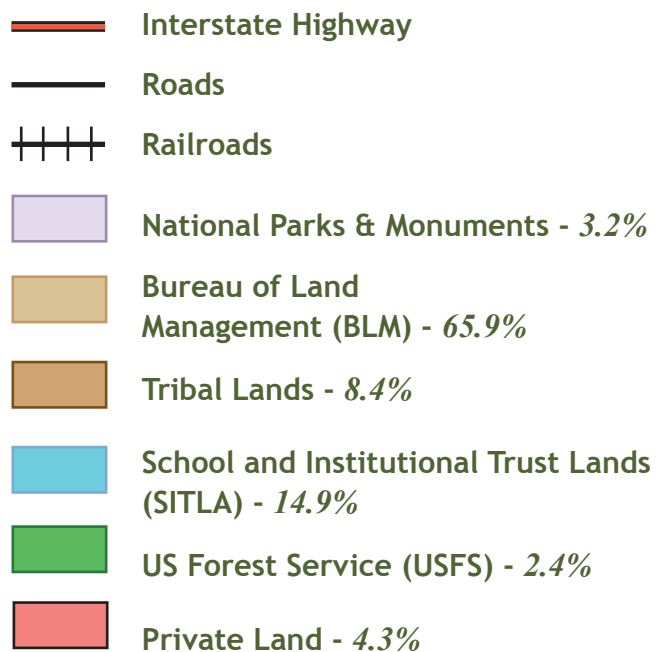 Interstate Highway
Roads
Railroads
National Parks & Monuments - 3.2%
Bureau of Land
Management (BLM) - 65.9%
Tribal Lands - 8.4%
School and Institutional Trust Lands
(SITLA) - 14.9%
US Forest Service (USFS) - 2.4%
Private Land - 4.3%